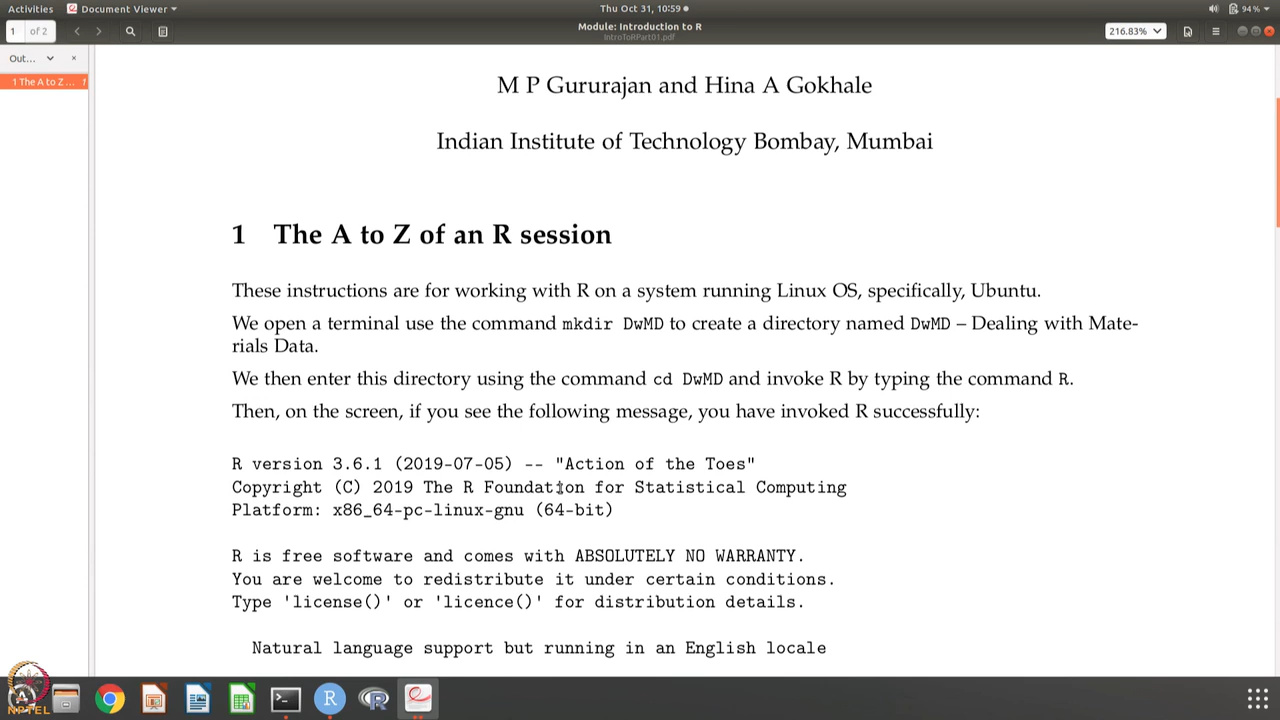 Activities Document Viewer Thu Oct 31, 10:59 94%
1 of 2 Module: Introduction to R 216.83%
IntroToRPart01.pdf
Out...
1 The A to Z ... 1
M P Gururajan and Hina A Gokhale
Indian Institute of Technology Bombay, Mumbai
1 The A to Z of an R session
These instructions are for working with R on a system running Linux OS, specifically, Ubuntu.
We open a terminal use the command mkdir DwMD to create a directory named DwMD – Dealing with Mate-
rials Data.
We then enter this directory using the command cd DwMD and invoke R by typing the command R.
Then, on the screen, if you see the following message, you have invoked R successfully:
R version 3.6.1 (2019-07-05) -- "Action of the Toes"
Copyright (C) 2019 The R Foundation for Statistical Computing
Platform: x86_64-pc-linux-gnu (64-bit)
R is free software and comes with ABSOLUTELY NO WARRANTY.
You are welcome to redistribute it under certain conditions.
Type 'license()' or 'licence()' for distribution details.
Natural language support but running in an English locale
NPTEL